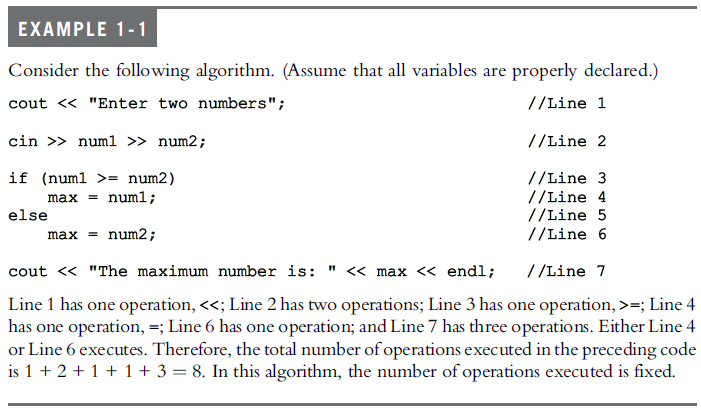 EXAMPLE 1-1
Consider the following algorithm. (Assume that all variables are properly declared.)
cout << "Enter two numbers"; //Line 1
cin >> num1 >> num2; //Line 2
if (num1 >= num2) //Line 3
    max = num1; //Line 4
else //Line 5
    max = num2; //Line 6
cout << "The maximum number is: " << max << endl; //Line 7
Line 1 has one operation, <<; Line 2 has two operations; Line 3 has one operation, >=; Line 4
has one operation, =; Line 6 has one operation; and Line 7 has three operations. Either Line 4
or Line 6 executes. Therefore, the total number of operations executed in the preceding code
is 1 + 2 + 1 + 1 + 3 = 8. In this algorithm, the number of operations executed is fixed.